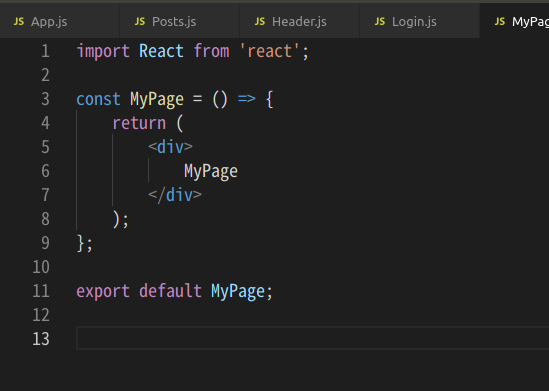 JS App.js JS Posts.js JS Header.js JS Login.js JS MyPag
1 import React from 'react';
2
3 const MyPage = () => {
4 return (
5 <div>
6 MyPage
7 </div>
8 );
9 };
10
11 export default MyPage;
12
13